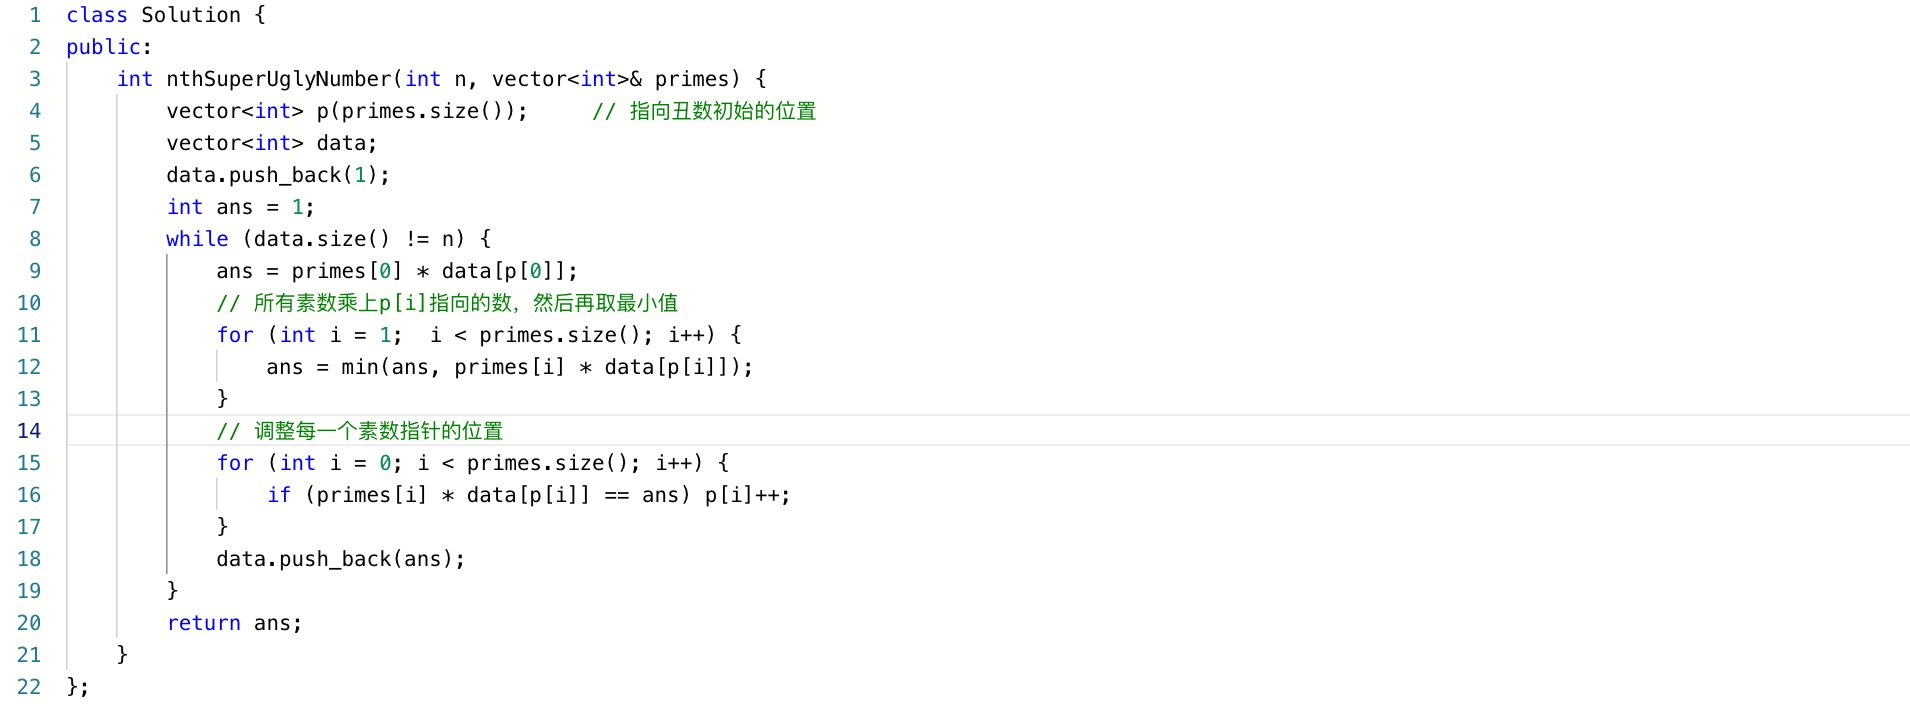 1 class Solution {
2 public:
3     int nthSuperUglyNumber(int n, vector<int>& primes) {
4         vector<int> p(primes.size());     // 指向丑数初始的位置
5         vector<int> data;
6         data.push_back(1);
7         int ans = 1;
8         while (data.size() != n) {
9             ans = primes[0] * data[p[0]];
10             // 所有素数乘上p[i]指向的数，然后再取最小值
11             for (int i = 1;  i < primes.size(); i++) {
12                 ans = min(ans, primes[i] * data[p[i]]);
13             }
14             // 调整每一个素数指针的位置
15             for (int i = 0; i < primes.size(); i++) {
16                 if (primes[i] * data[p[i]] == ans) p[i]++;
17             }
18             data.push_back(ans);
19         }
20         return ans;
21     }
22 };